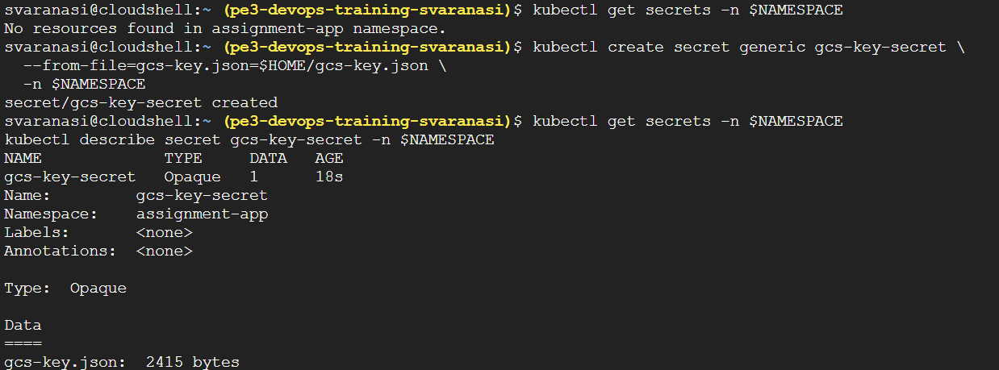 svaranasi@cloudshell:~ (pe3-devops-training-svaranasi)$ kubectl get secrets -n $NAMESPACE
No resources found in assignment-app namespace.
svaranasi@cloudshell:~ (pe3-devops-training-svaranasi)$ kubectl create secret generic gcs-key-secret \
  --from-file=gcs-key.json=$HOME/gcs-key.json \
  -n $NAMESPACE
secret/gcs-key-secret created
svaranasi@cloudshell:~ (pe3-devops-training-svaranasi)$ kubectl get secrets -n $NAMESPACE
kubectl describe secret gcs-key-secret -n $NAMESPACE
NAME             TYPE     DATA   AGE
gcs-key-secret   Opaque   1      18s
Name:         gcs-key-secret
Namespace:    assignment-app
Labels:       <none>
Annotations:  <none>

Type:  Opaque

Data
====
gcs-key.json:  2415 bytes